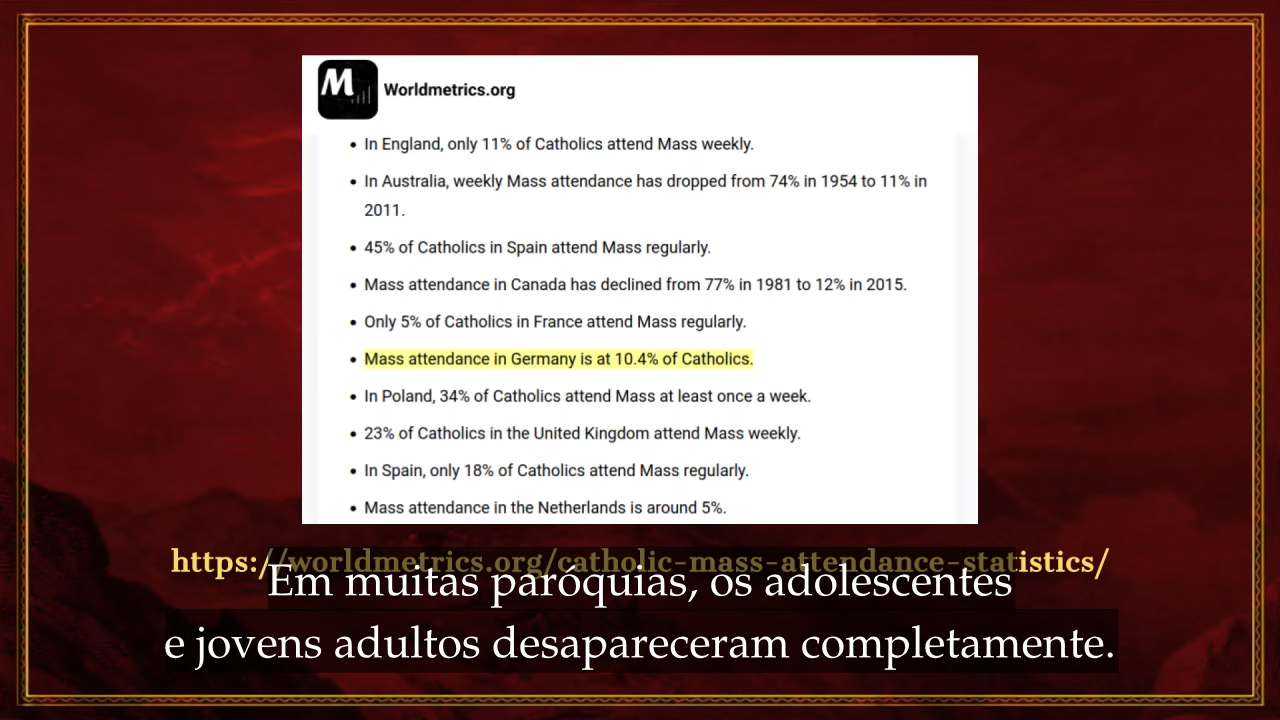 M
Worldmetrics.org
• In England, only 11% of Catholics attend Mass weekly.
• In Australia, weekly Mass attendance has dropped from 74% in 1954 to 11% in
2011.
• 45% of Catholics in Spain attend Mass regularly.
• Mass attendance in Canada has declined from 77% in 1981 to 12% in 2015.
• Only 5% of Catholics in France attend Mass regularly.
• Mass attendance in Germany is at 10.4% of Catholics.
• In Poland, 34% of Catholics attend Mass at least once a week.
• 23% of Catholics in the United Kingdom attend Mass weekly.
• In Spain, only 18% of Catholics attend Mass regularly.
• Mass attendance in the Netherlands is around 5%.
https://worldmetrics.org/catholic-mass-attendance-statistics/
Em muitas paróquias, os adolescentes
e jovens adultos desapareceram completamente.